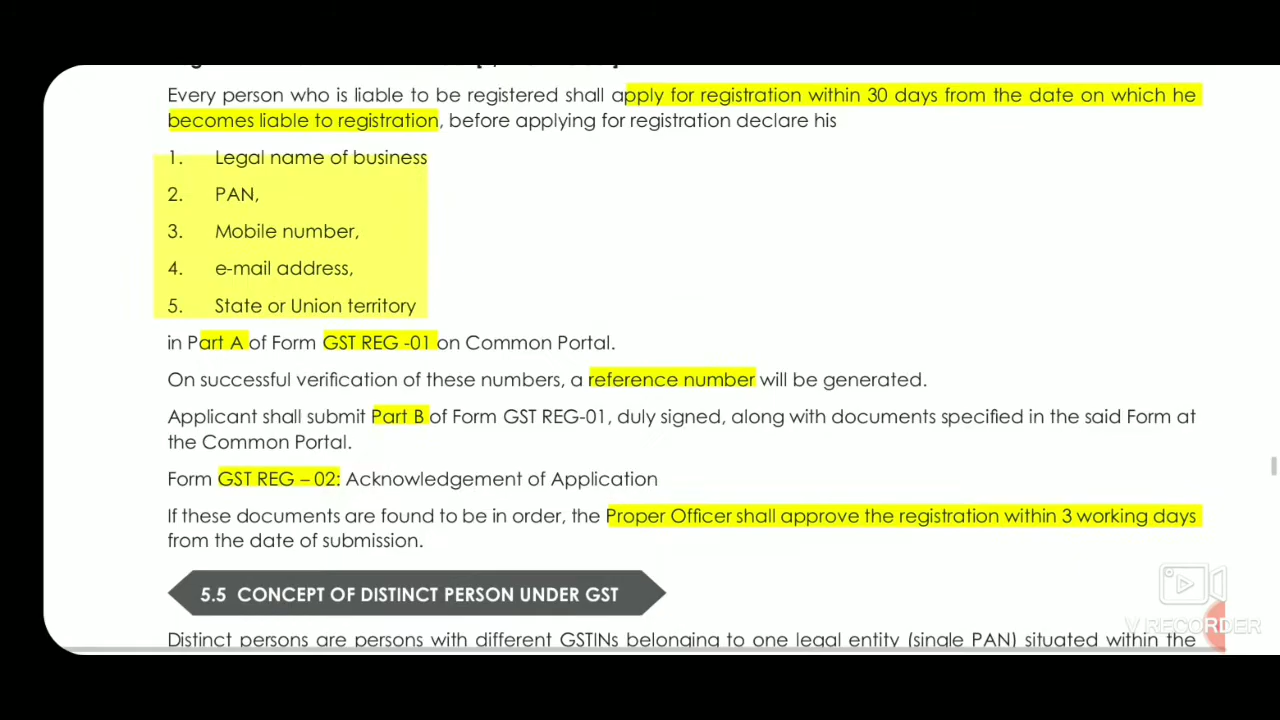 Every person who is liable to be registered shall apply for registration within 30 days from the date on which he
becomes liable to registration, before applying for registration declare his
1. Legal name of business
2. PAN,
3. Mobile number,
4. e-mail address,
5. State or Union territory
in Part A of Form GST REG -01 on Common Portal.
On successful verification of these numbers, a reference number will be generated.
Applicant shall submit Part B of Form GST REG-01, duly signed, along with documents specified in the said Form at
the Common Portal.
Form GST REG – 02: Acknowledgement of Application
If these documents are found to be in order, the Proper Officer shall approve the registration within 3 working days
from the date of submission.
5.5 CONCEPT OF DISTINCT PERSON UNDER GST
Distinct persons are persons with different GSTINs belonging to one legal entity (single PAN) situated within the
V RECORDER